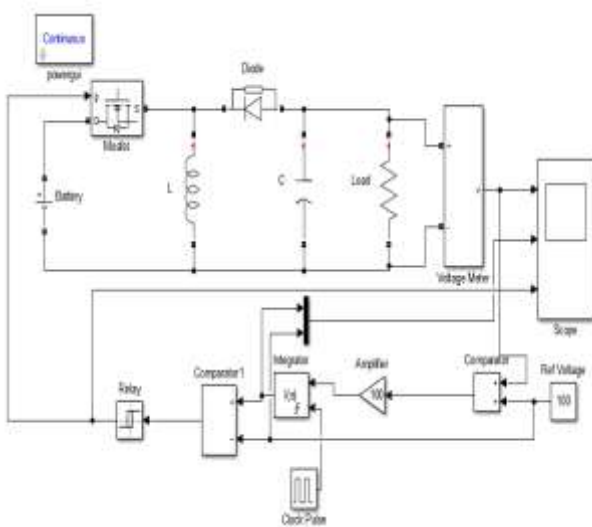 Continuous
powergui
Diode
Mosfet
Battery
L
C
Load
Voltage Meter
Scope
Integrator
Amplifier
Comparator
Ref Voltage
Comparator1
Relay
100
100
Clock Pulse